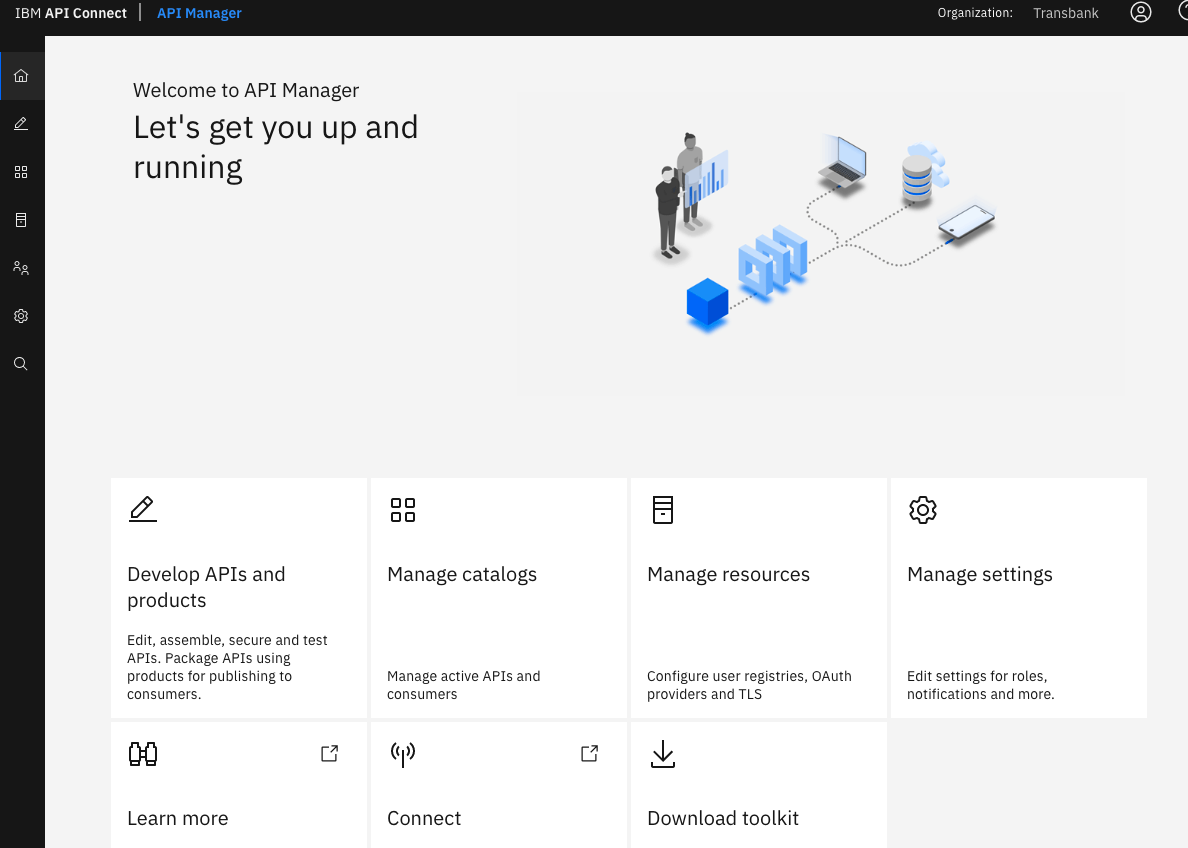 IBM API Connect | API Manager
Organization: Transbank
Welcome to API Manager
Let's get you up and
running
Develop APIs and
products
Edit, assemble, secure and test
APIs. Package APIs using
products for publishing to
consumers.
Manage catalogs
Manage active APIs and
consumers
Manage resources
Configure user registries, OAuth
providers and TLS
Manage settings
Edit settings for roles,
notifications and more.
Learn more
Connect
Download toolkit